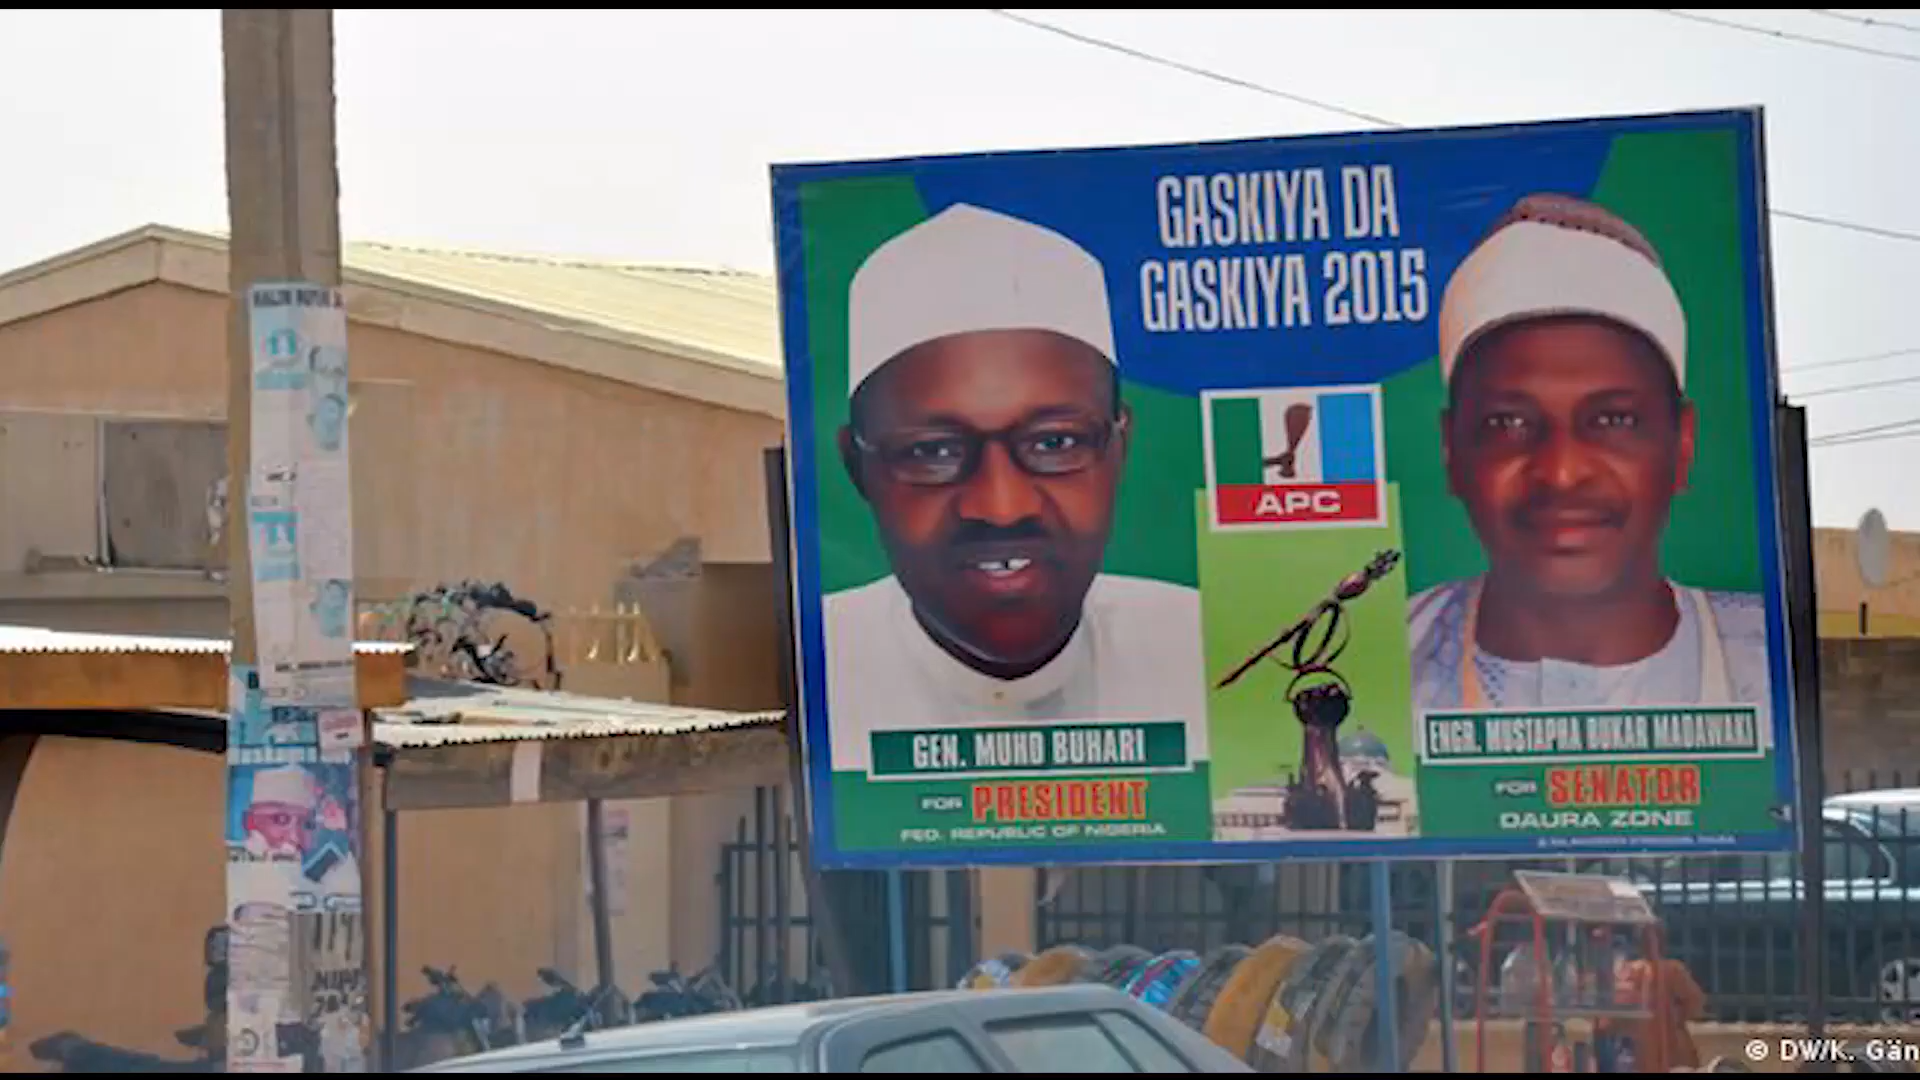 GASKIYA DA
GASKIYA 2015
APC
GEN. MUHD BUHARI
FOR PRESIDENT
FED. REPUBLIC OF NIGERIA
ENGR. MUSTAPHA BUKAR MADAWAKI
FOR SENATOR
DAURA ZONE
© DW/K. Gän